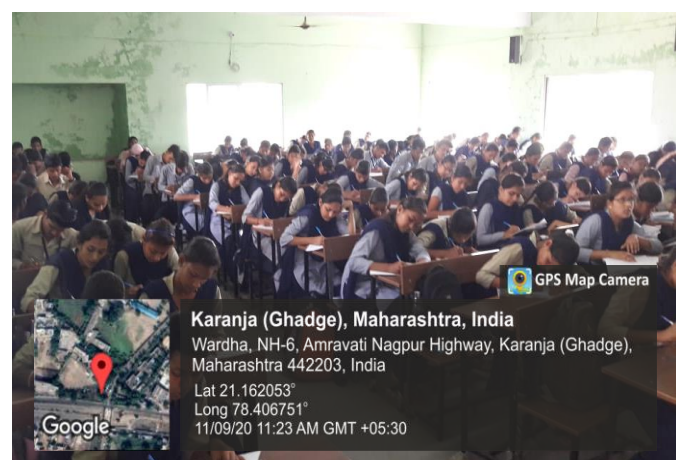 GPS Map Camera
Karanja (Ghadge), Maharashtra, India
Wardha, NH-6, Amravati Nagpur Highway, Karanja (Ghadge),
Maharashtra 442203, India
Lat 21.162053°
Long 78.406751°
11/09/20 11:23 AM GMT +05:30
Google